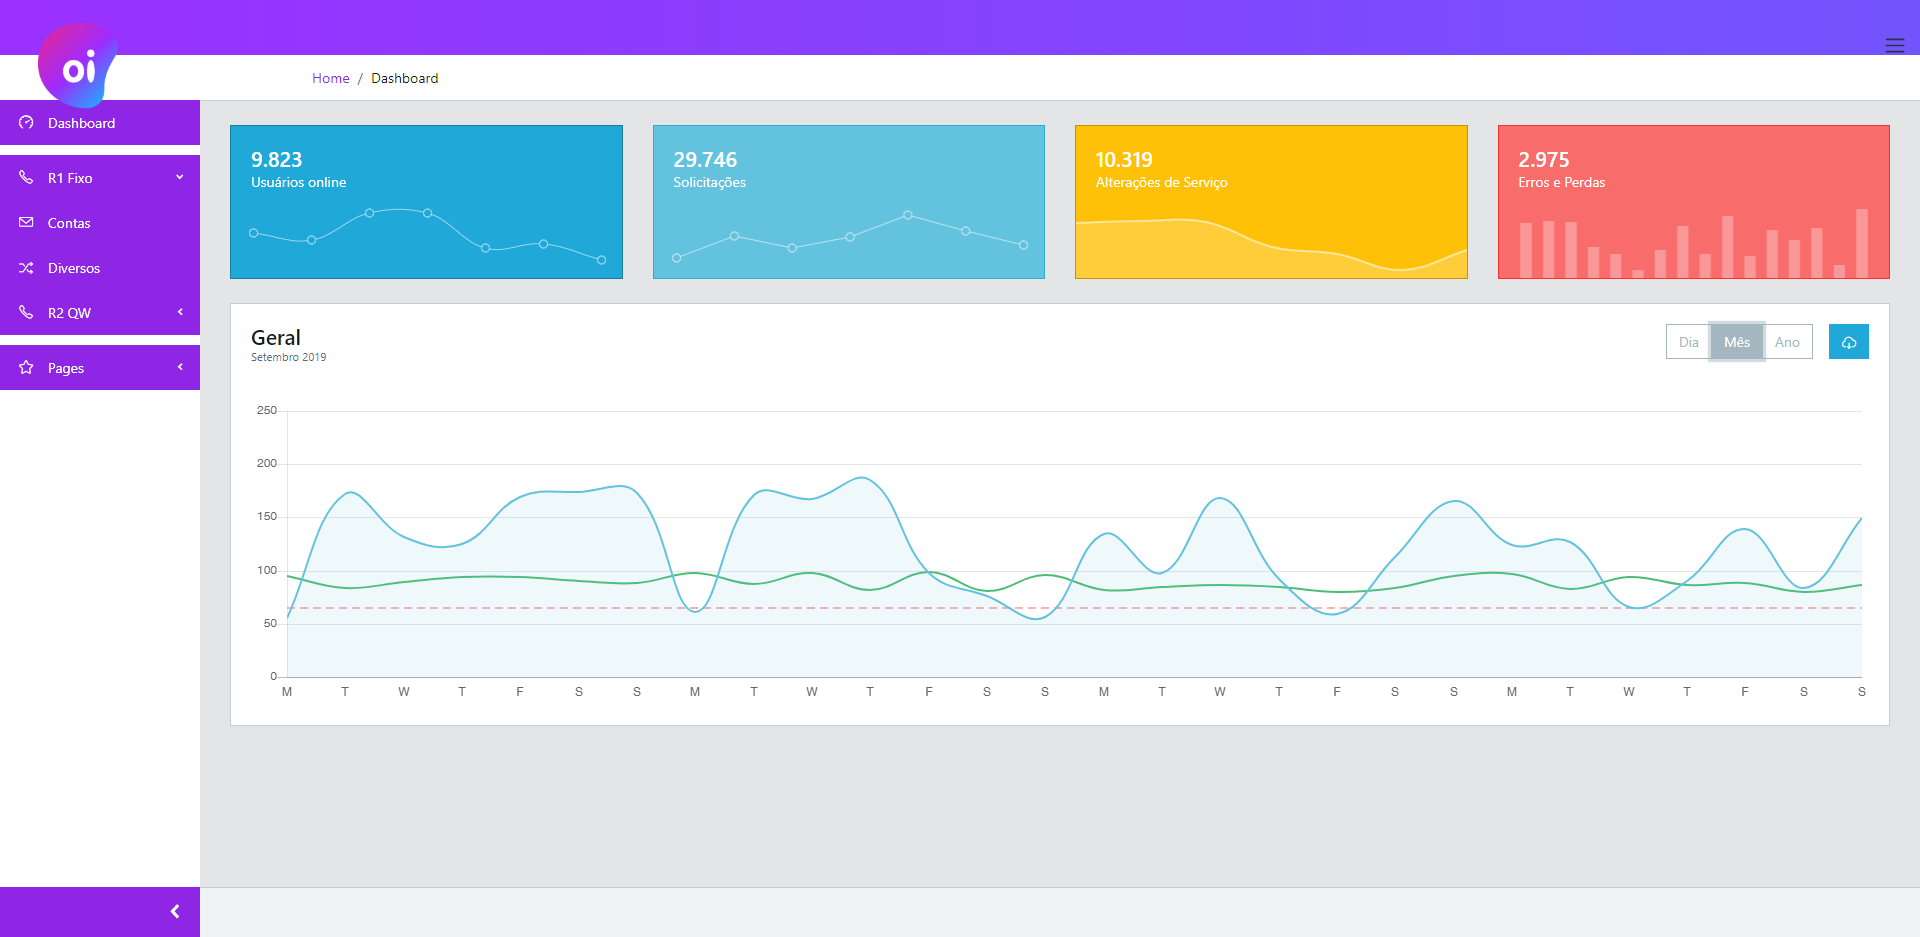 oi
Home / Dashboard
Dashboard
R1 Fixo
Contas
Diversos
R2 QW
Pages
9.823
Usuários online
29.746
Solicitações
10.319
Alterações de Serviço
2.975
Erros e Perdas
Geral
Setembro 2019
Dia Mês Ano
250
200
150
100
50
0
M T W T F S S M T W T F S S M T W T F S S M T W T F S S